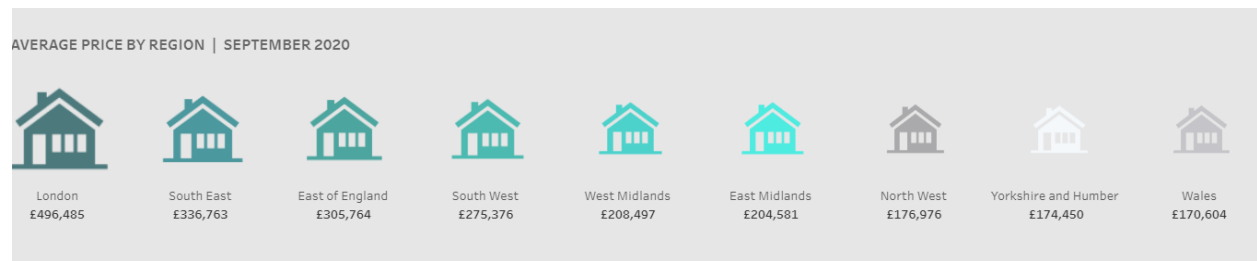 AVERAGE PRICE BY REGION | SEPTEMBER 2020
London
£496,485
South East
£336,763
East of England
£305,764
South West
£275,376
West Midlands
£208,497
East Midlands
£204,581
North West
£176,976
Yorkshire and Humber
£174,450
Wales
£170,604